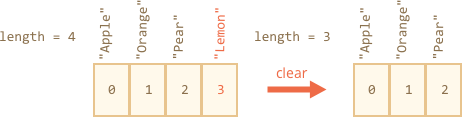 length = 4
"Apple"
"Orange"
"Pear"
"Lemon"
0 1 2 3
clear
length = 3
"Apple"
"Orange"
"Pear"
0 1 2